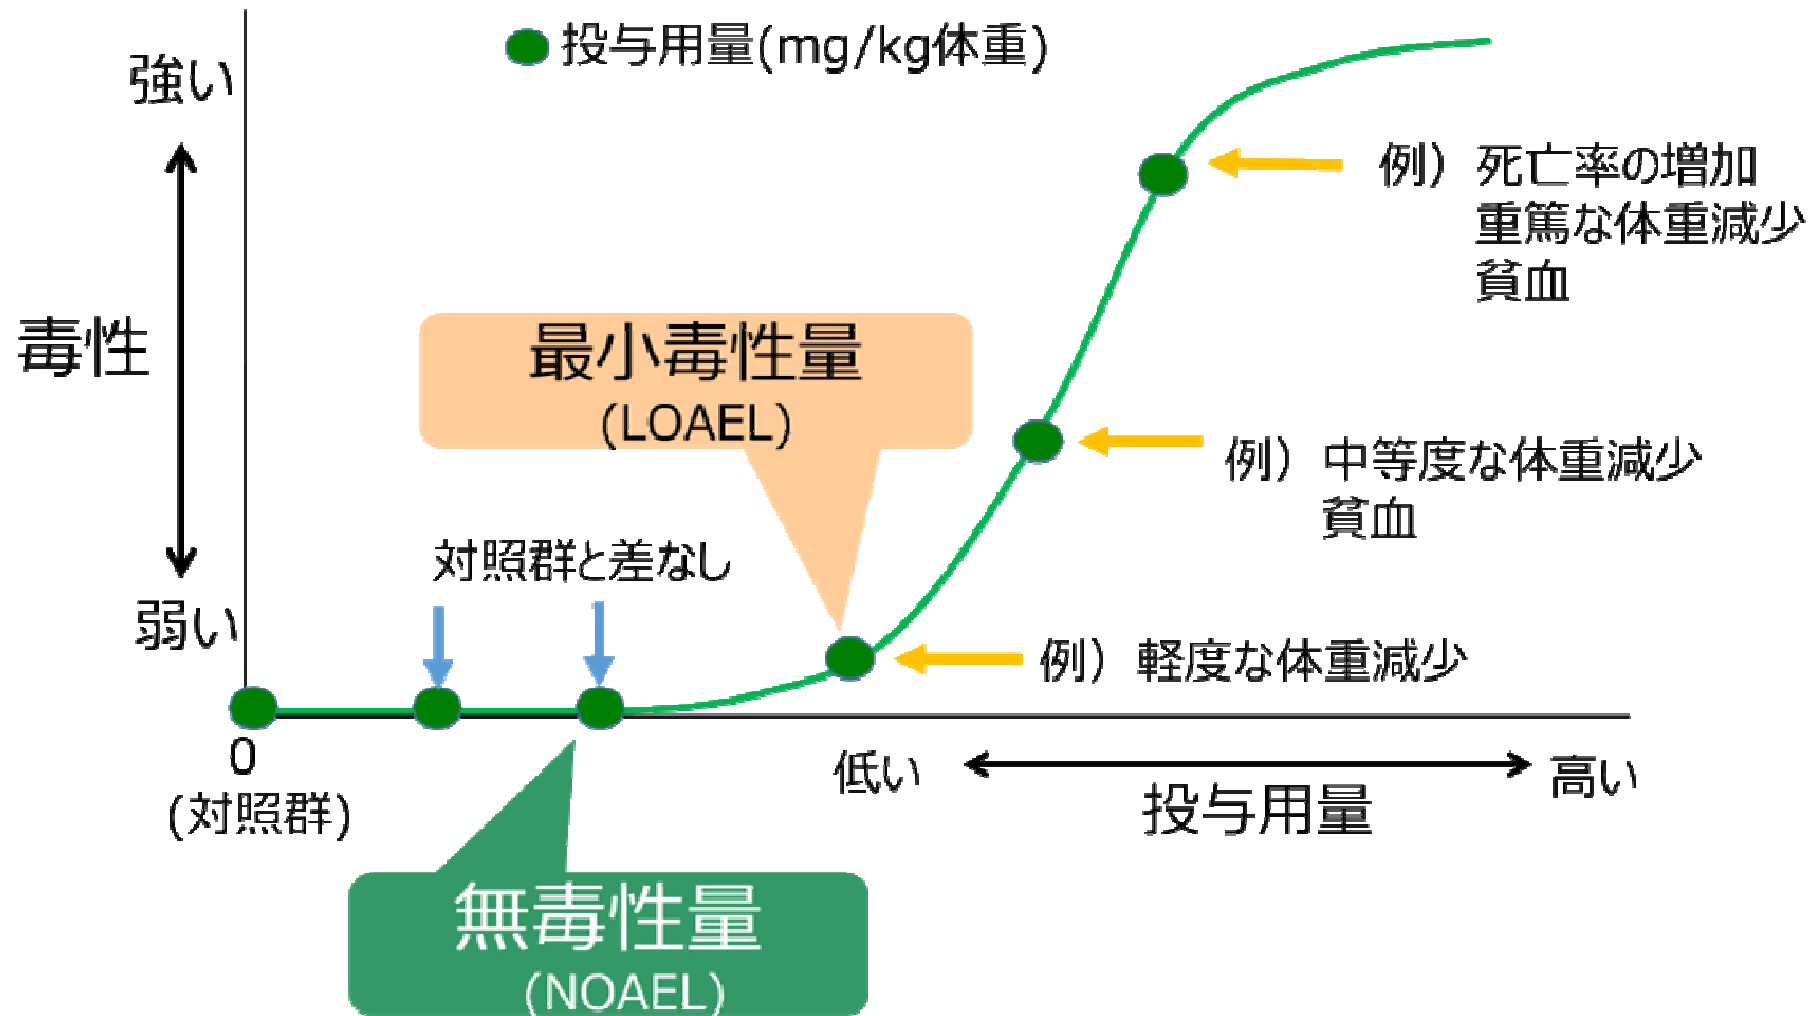 投与用量(mg/kg体重)
強い
毒性
弱い
例）死亡率の増加
重篤な体重減少
貧血
最小毒性量
(LOAEL)
例）中等度な体重減少
貧血
対照群と差なし
例）軽度な体重減少
0
(対照群)
低い
高い
投与用量
無毒性量
(NOAEL)